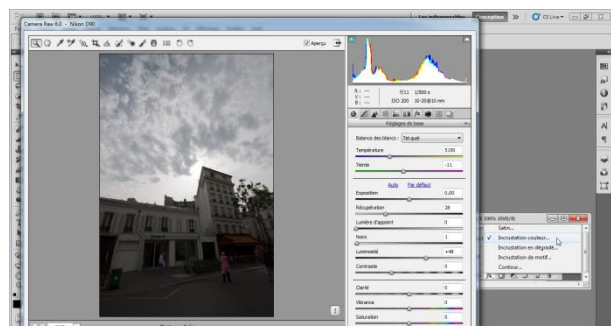 Camera Raw 6.0 - Nikon D90
Conception
CS Live
Aperçu
R : ---
V : ---
B : ---
f/11 1/500 s
ISO 200 10-20@10 mm
Réglages de base
Balance des blancs : Tel quel
Température 5150
Teinte -11
Auto Par défaut
Exposition 0,00
Récupération 28
Lumière d'appoint 0
Noirs 1
Luminosité +48
Contraste 0
Clarté 0
Vibrance 0
Saturation 0
Satin...
Incrustation couleur...
Incrustation en dégradé...
Incrustation de motif...
Contour...